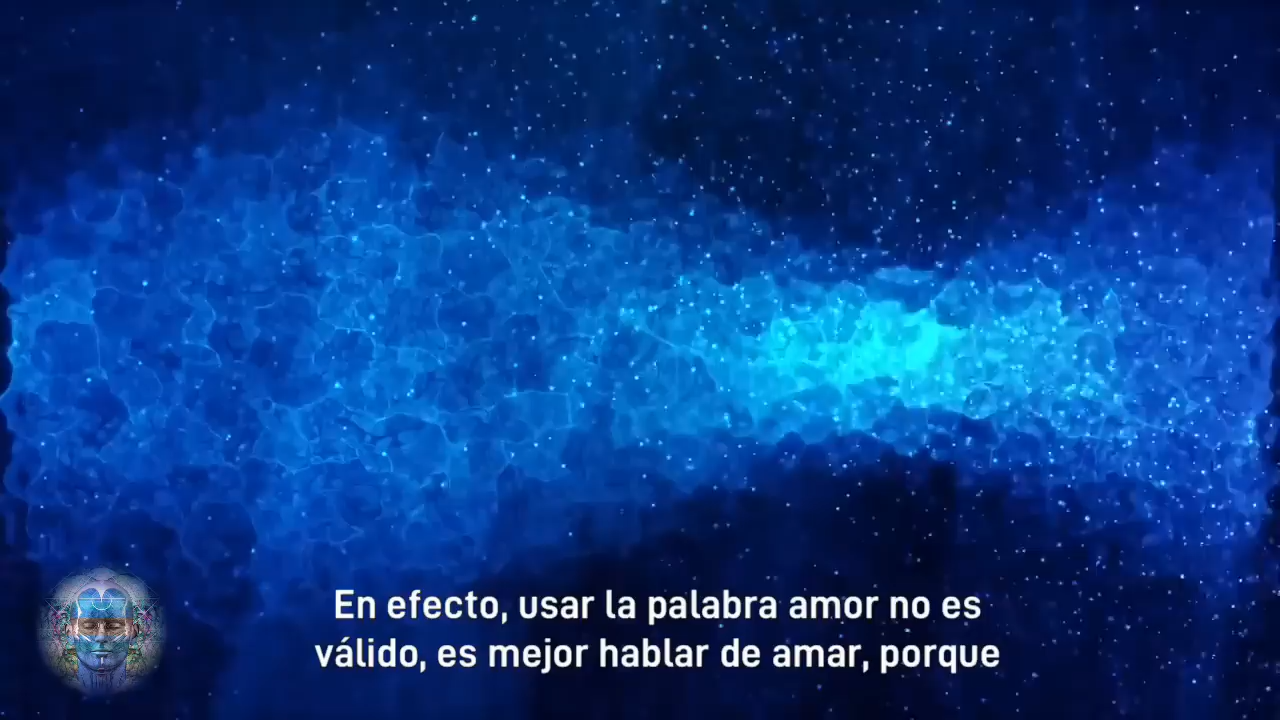 En efecto, usar la palabra amor no es
válido, es mejor hablar de amar, porque